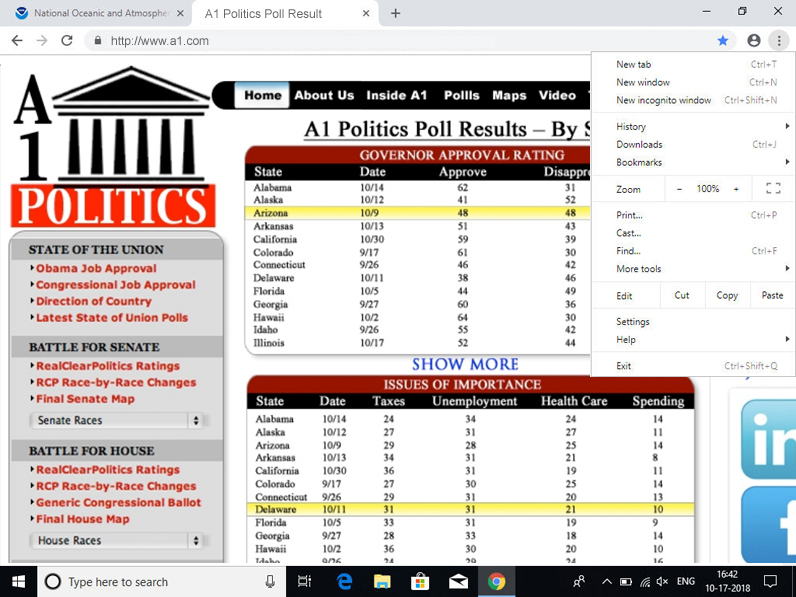 National Oceanic and Atmosphe
A1 Politics Poll Result
http://www.a1.com
New tab Ctrl+T
New window Ctrl+N
New incognito window Ctrl+Shift+N
History
Downloads Ctrl+J
Bookmarks
Zoom - 100% +
Print... Ctrl+P
Cast...
Find... Ctrl+F
More tools
Edit Cut Copy Paste
Settings
Help
Exit Ctrl+Shift+Q
A1
POLITICS
Home About Us Inside A1 Pollls Maps Video
A1 Politics Poll Results – By S
STATE OF THE UNION
Obama Job Approval
Congressional Job Approval
Direction of Country
Latest State of Union Polls
BATTLE FOR SENATE
RealClearPolitics Ratings
RCP Race-by-Race Changes
Final Senate Map
Senate Races
BATTLE FOR HOUSE
RealClearPolitics Ratings
RCP Race-by-Race Changes
Generic Congressional Ballot
Final House Map
House Races
GOVERNOR APPROVAL RATING
State Date Approve Disappr
Alabama 10/14 62 31
Alaska 10/12 41 52
Arizona 10/9 48 48
Arkansas 10/13 51 43
California 10/30 59 39
Colorado 9/17 61 30
Connecticut 9/26 46 42
Delaware 10/11 38 46
Florida 10/5 44 49
Georgia 9/27 60 36
Hawaii 10/2 64 30
Idaho 9/26 55 42
Illinois 10/17 52 44
SHOW MORE
ISSUES OF IMPORTANCE
State Date Taxes Unemployment Health Care Spending
Alabama 10/14 24 34 24 14
Alaska 10/12 27 31 27 11
Arizona 10/9 29 28 25 14
Arkansas 10/13 34 31 21 8
California 10/30 36 31 19 11
Colorado 9/17 27 30 25 14
Connecticut 9/26 29 31 20 13
Delaware 10/11 31 31 21 10
Florida 10/5 33 31 19 9
Georgia 9/27 28 33 18 14
Hawaii 10/2 36 30 20 10
in
f
Type here to search
ENG
16:42
10-17-2018